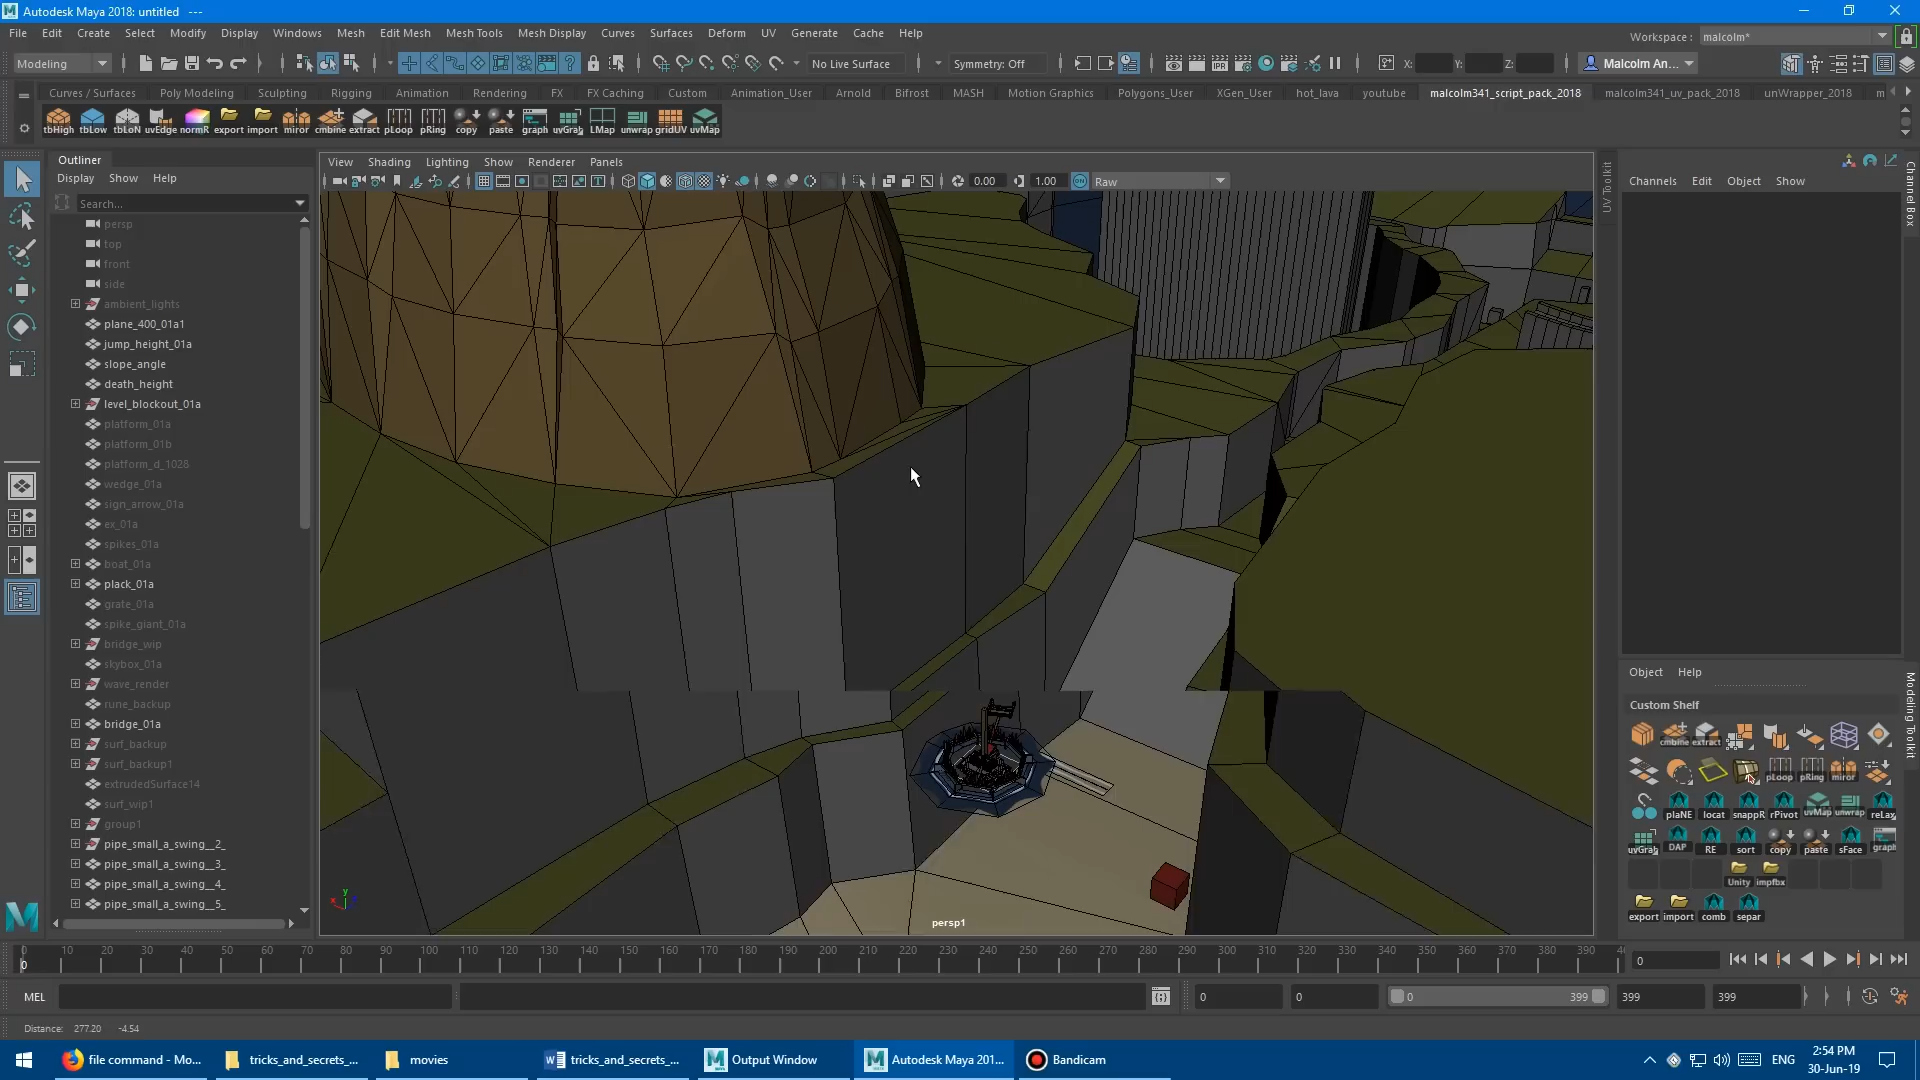 Autodesk Maya 2018: untitled   ---
File Edit Create Select Modify Display Windows Mesh Edit Mesh Mesh Tools Mesh Display Curves Surfaces Deform UV Generate Cache Help
Workspace : malcolm*
Modeling No Live Surface Symmetry: Off X: Y: Z: Malcolm An...
Curves / Surfaces Poly Modeling Sculpting Rigging Animation Rendering FX FX Caching Custom Animation_User Arnold Bifrost MASH Motion Graphics Polygons_User XGen_User hot_lava youtube malcolm341_script_pack_2018 malcolm341_uv_pack_2018 unWrapper_2018 m
tbHigh tbLow tbLoN uvEdge normR export import miror cmbine extract pLoop pRing copy paste graph uvGrab LMap unwrap gridUV uvMap
Outliner
Display Show Help
Search...
persp
top
front
side
ambient_lights
plane_400_01a1
jump_height_01a
slope_angle
death_height
level_blockout_01a
platform_01a
platform_01b
platform_d_1028
wedge_01a
sign_arrow_01a
ex_01a
spikes_01a
boat_01a
plack_01a
grate_01a
spike_giant_01a
bridge_wip
skybox_01a
wave_render
rune_backup
bridge_01a
surf_backup
surf_backup1
extrudedSurface14
surf_wip1
group1
pipe_small_a_swing__2_
pipe_small_a_swing__3_
pipe_small_a_swing__4_
pipe_small_a_swing__5_
View Shading Lighting Show Renderer Panels
0.00 1.00 Raw
persp1
UV Toolkit
Channels Edit Object Show
Channel Box
Object Help
Modeling Toolkit
Custom Shelf
cmbine extract
pLoop pRing miror
plaNE locat snappR rPivot uvMap unwrap reLax
uvGrab DAP RE sort copy paste sFace graph
Unity impfbx
export import comb separ
0 10 20 30 40 50 60 70 80 90 100 110 120 130 140 150 160 170 180 190 200 210 220 230 240 250 260 270 280 290 300 310 320 330 340 350 360 370 380 390 40
0
0
MEL 0 0 0 399 399 399
Distance: 277.20 -4.54
file command - Mo... tricks_and_secrets_... movies tricks_and_secrets_... Output Window Autodesk Maya 201... Bandicam
ENG
2:54 PM
30-Jun-19